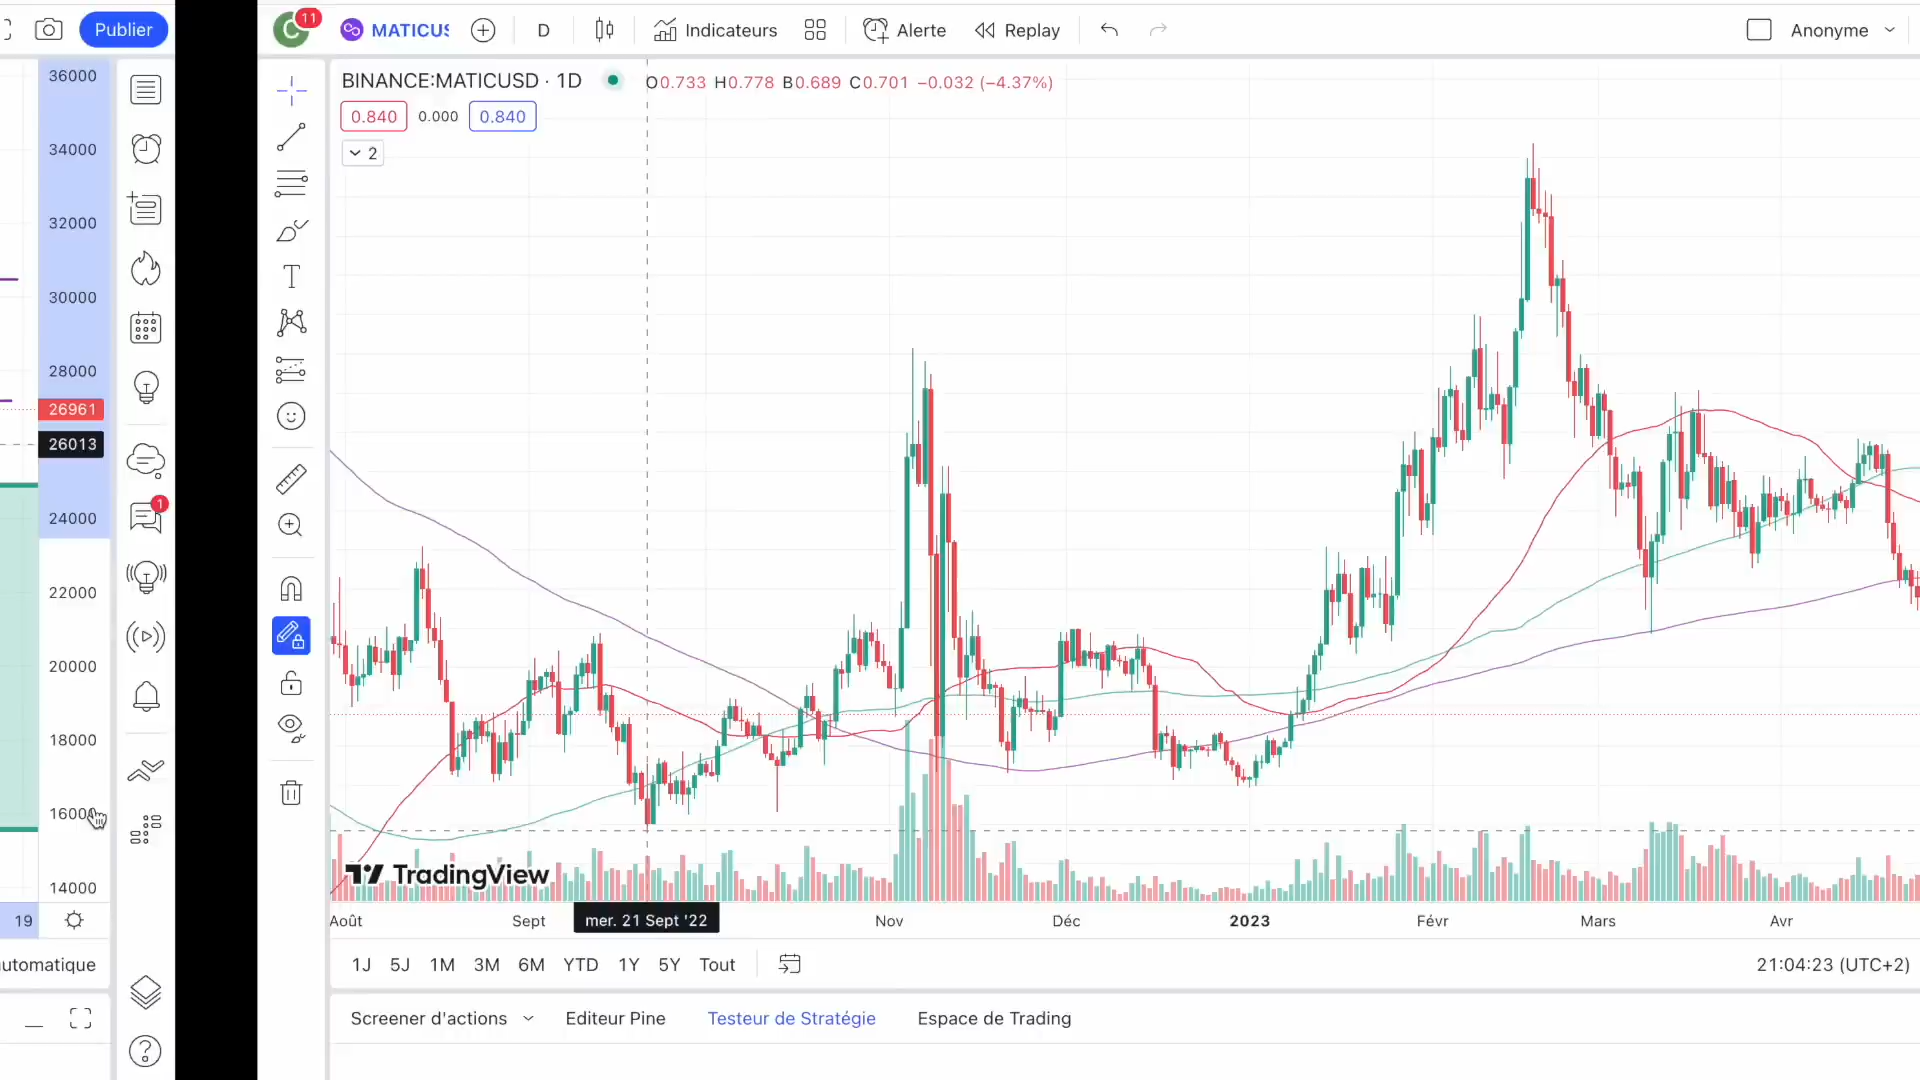 Publier
36000
34000
32000
30000
28000
26961
26013
24000
22000
20000
18000
16000
14000
19
utomatique
1
C
11
MATICUS
D
Indicateurs
Alerte
Replay
Anonyme
BINANCE:MATICUSD · 1D
O0.733 H0.778 B0.689 C0.701 −0.032 (−4.37%)
0.840 0.000 0.840
2
TradingView
Août Sept mer. 21 Sept '22 Nov Déc 2023 Févr Mars Avr
1J 5J 1M 3M 6M YTD 1Y 5Y Tout
21:04:23 (UTC+2)
Screener d'actions Editeur Pine Testeur de Stratégie Espace de Trading